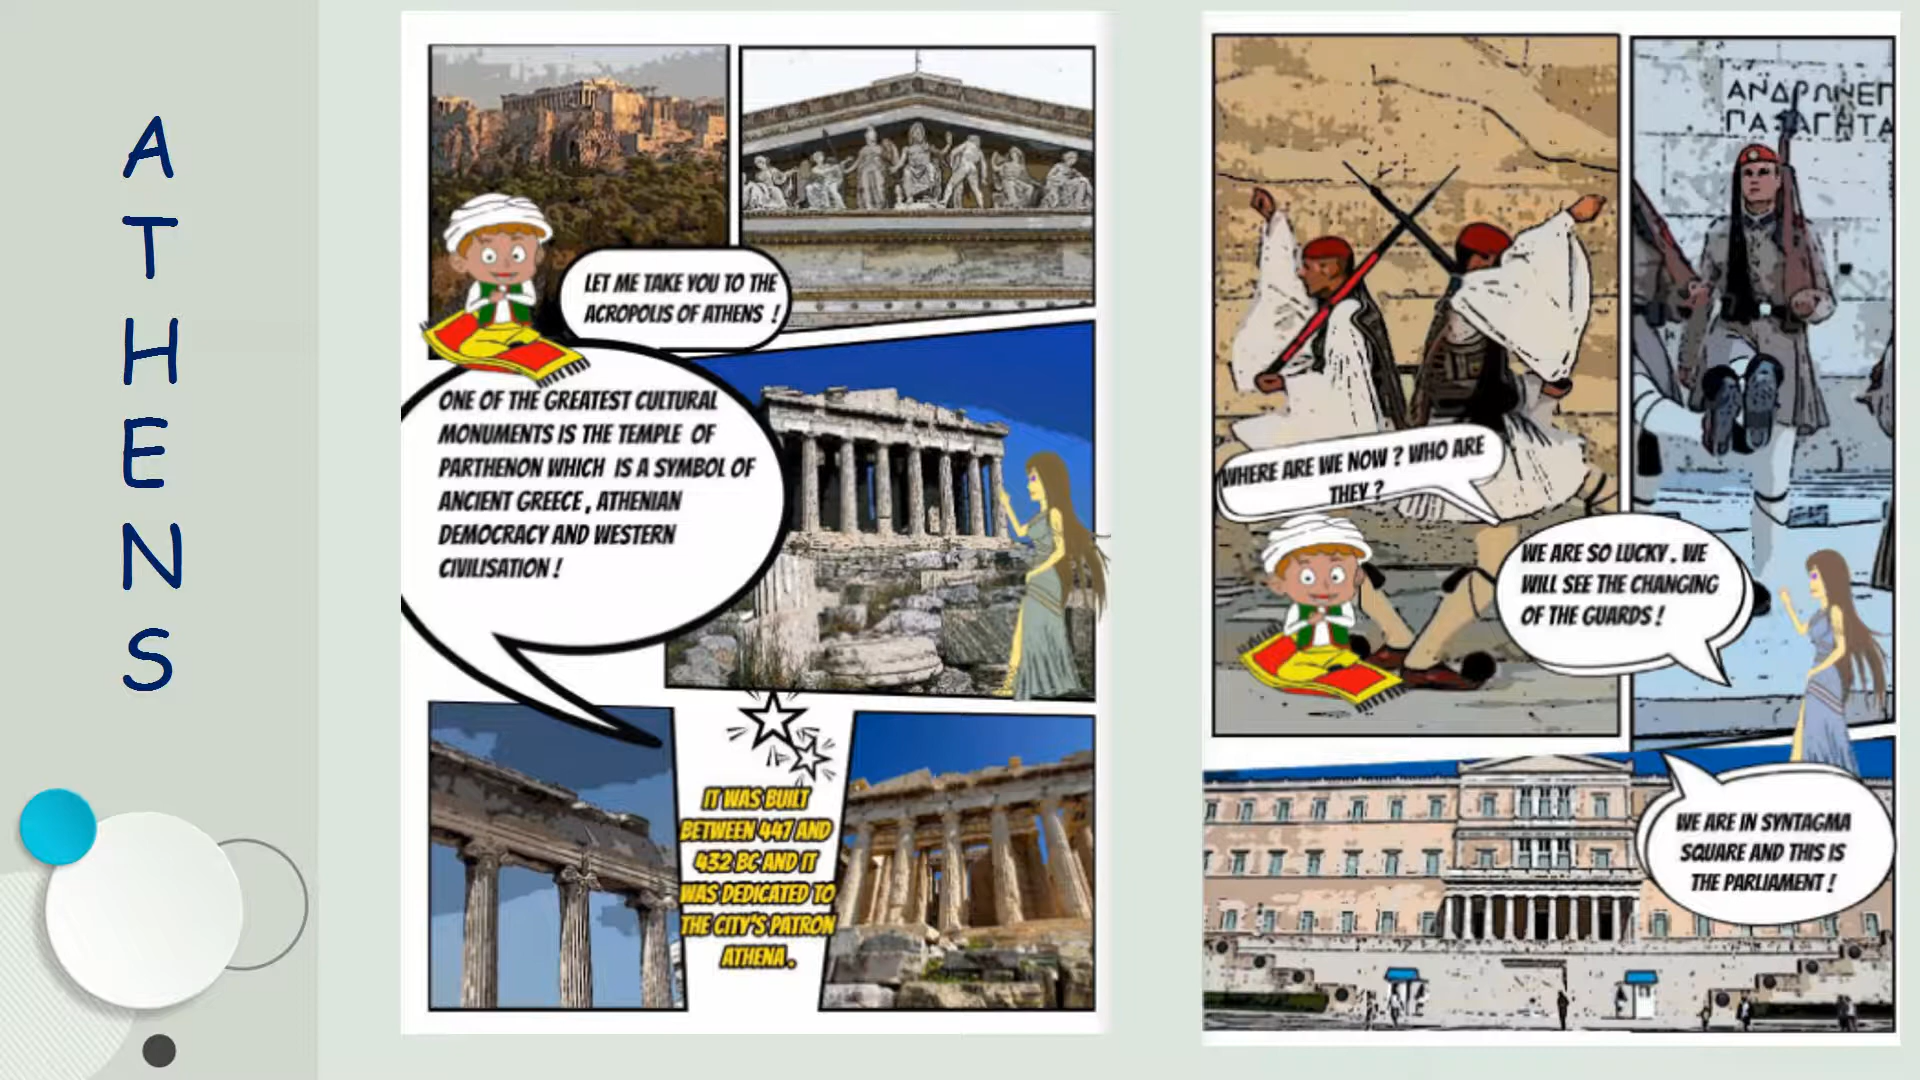 A
T
H
E
N
S
LET ME TAKE YOU TO THE
ACROPOLIS OF ATHENS !
ONE OF THE GREATEST CULTURAL
MONUMENTS IS THE TEMPLE OF
PARTHENON WHICH IS A SYMBOL OF
ANCIENT GREECE, ATHENIAN
DEMOCRACY AND WESTERN
CIVILISATION !
IT WAS BUILT
BETWEEN 447 AND
432 BC AND IT
WAS DEDICATED TO
THE CITY'S PATRON
ATHENA .
ΑΝΔΡΩΝΕΠ
WHERE ARE WE NOW ? WHO ARE
THEY ?
WE ARE SO LUCKY . WE
WILL SEE THE CHANGING
OF THE GUARDS !
WE ARE IN SYNTAGMA
SQUARE AND THIS IS
THE PARLIAMENT !